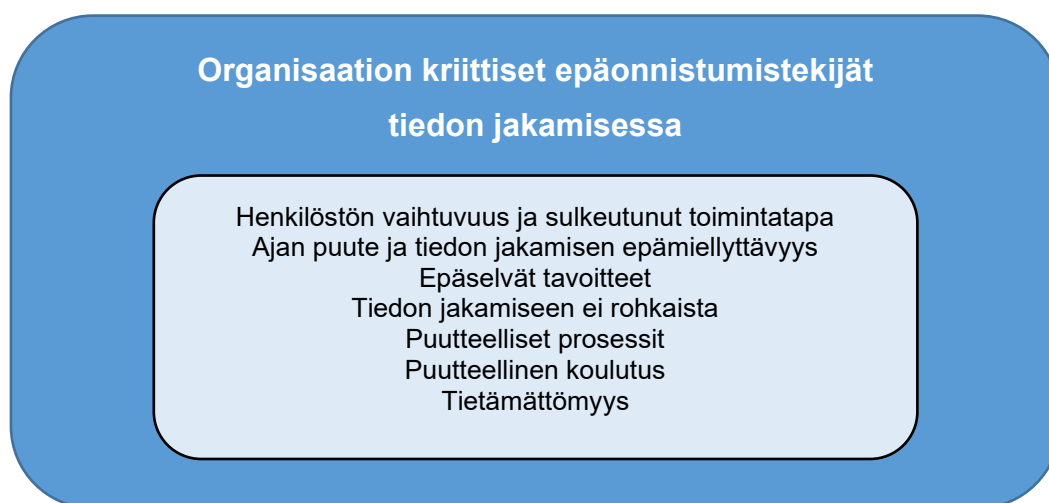 Organisaation kriittiset epäonnistumistekijät
tiedon jakamisessa
Henkilöstön vaihtuvuus ja sulkeutunut toimintatapa
Ajan puute ja tiedon jakamisen epämiellyttävyys
Epäselvät tavoitteet
Tiedon jakamiseen ei rohkaista
Puutteelliset prosessit
Puutteellinen koulutus
Tietämättömyys